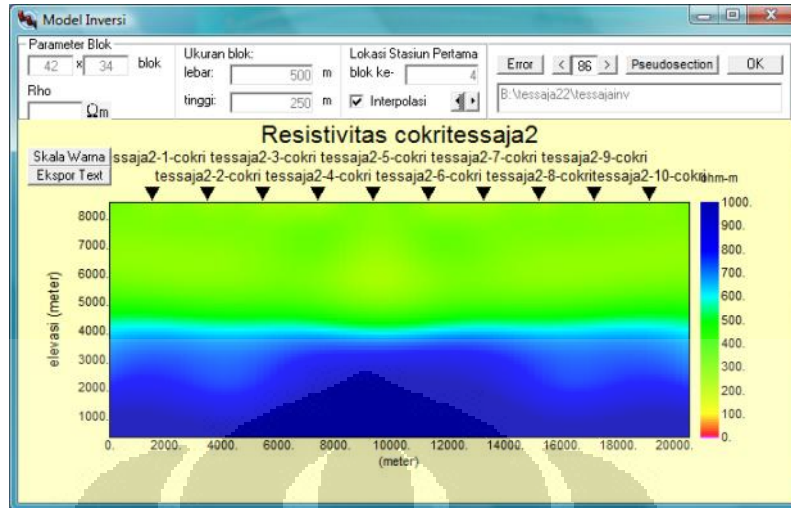 Model Inversi
Parameter Blok
42 x 34 blok
Rho
Ωm
Ukuran blok:
lebar: 500 m
tinggi: 250 m
Lokasi Stasiun Pertama
blok ke- 4
Interpolasi
Error < 86 > Pseudosection OK
B:\tessaja22\tessajainv
Resistivitas cokritessaja2
Skala Warna
Ekspor Text
ssaja2-1-cokri tessaja2-3-cokri tessaja2-5-cokri tessaja2-7-cokri tessaja2-9-cokri
tessaja2-2-cokri tessaja2-4-cokri tessaja2-6-cokri tessaja2-8-cokritessaja2-10-cokri
ohm-m
elevasi (meter)
8000.
7000.
6000.
5000.
4000.
3000.
2000.
1000.
1000.
900.
800.
700.
600.
500.
400.
300.
200.
100.
0.
0. 2000. 4000. 6000. 8000. 10000. 12000. 14000. 16000. 18000. 20000.
(meter)